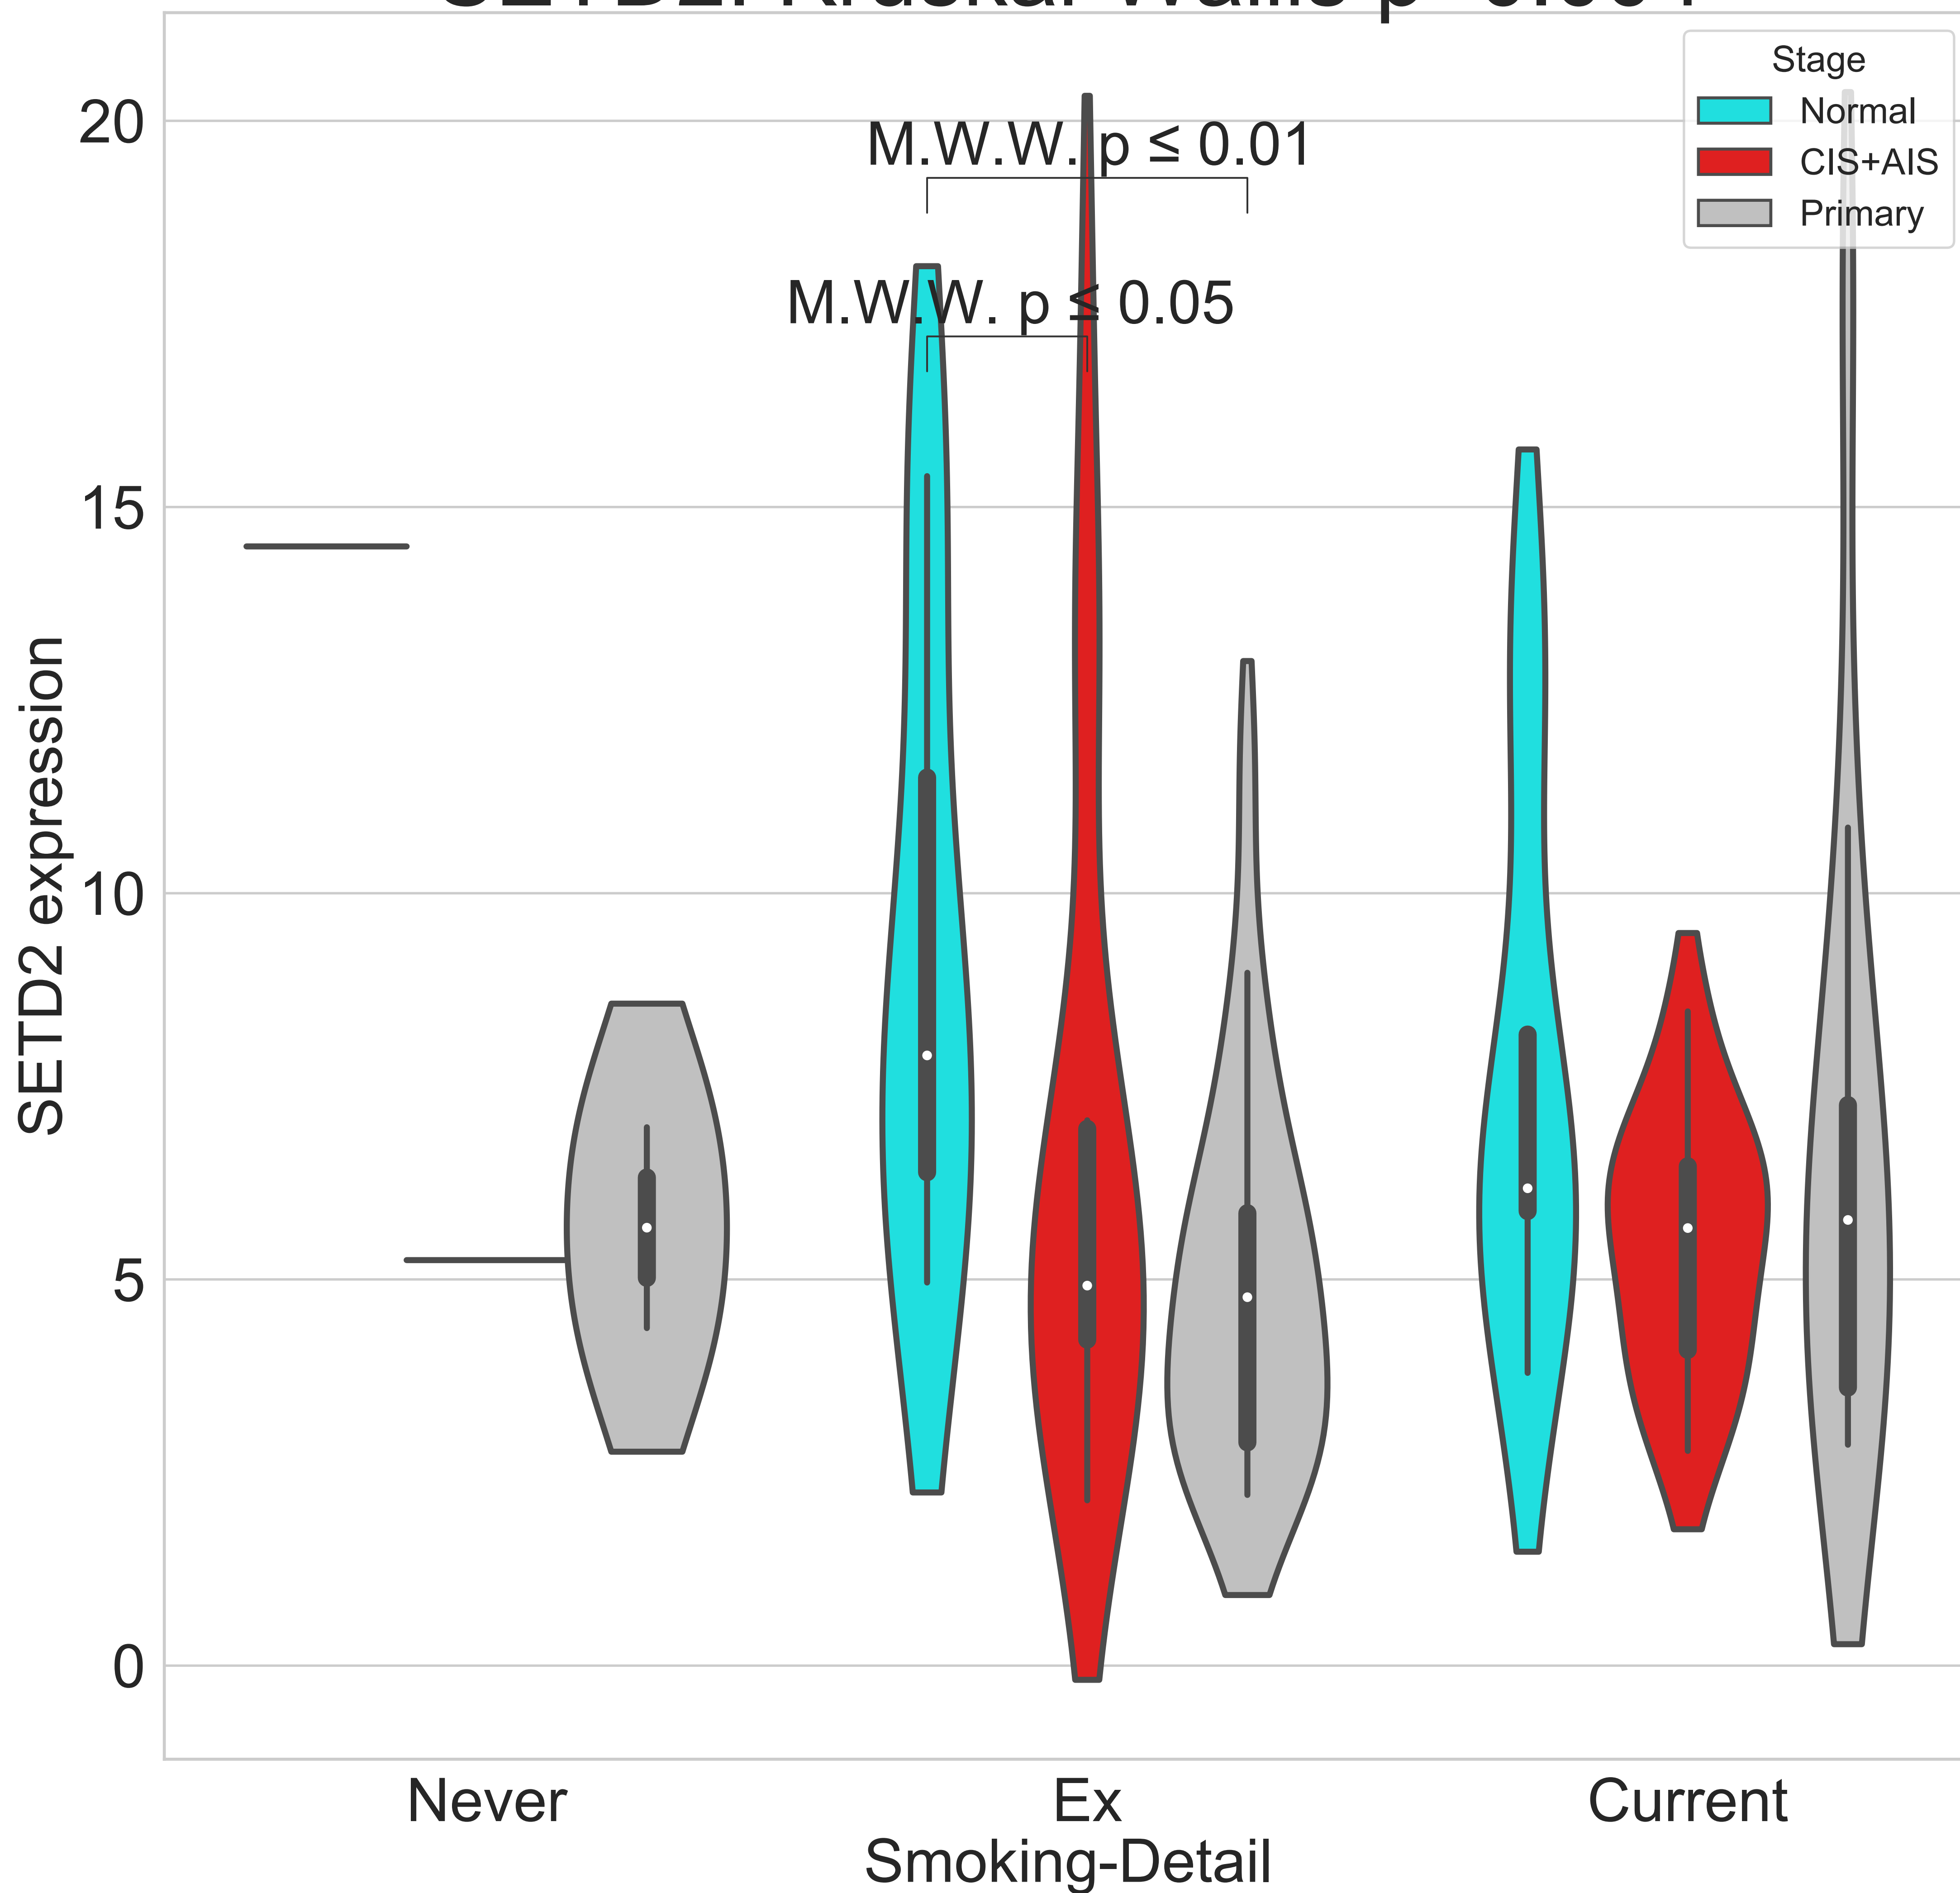 Stage
Normal
CIS+AIS
Primary
M.W.W. p ≤ 0.01
M.W.W. p ≤ 0.05
20
15
10
5
0
SETD2 expression
Never
Ex
Current
Smoking-Detail